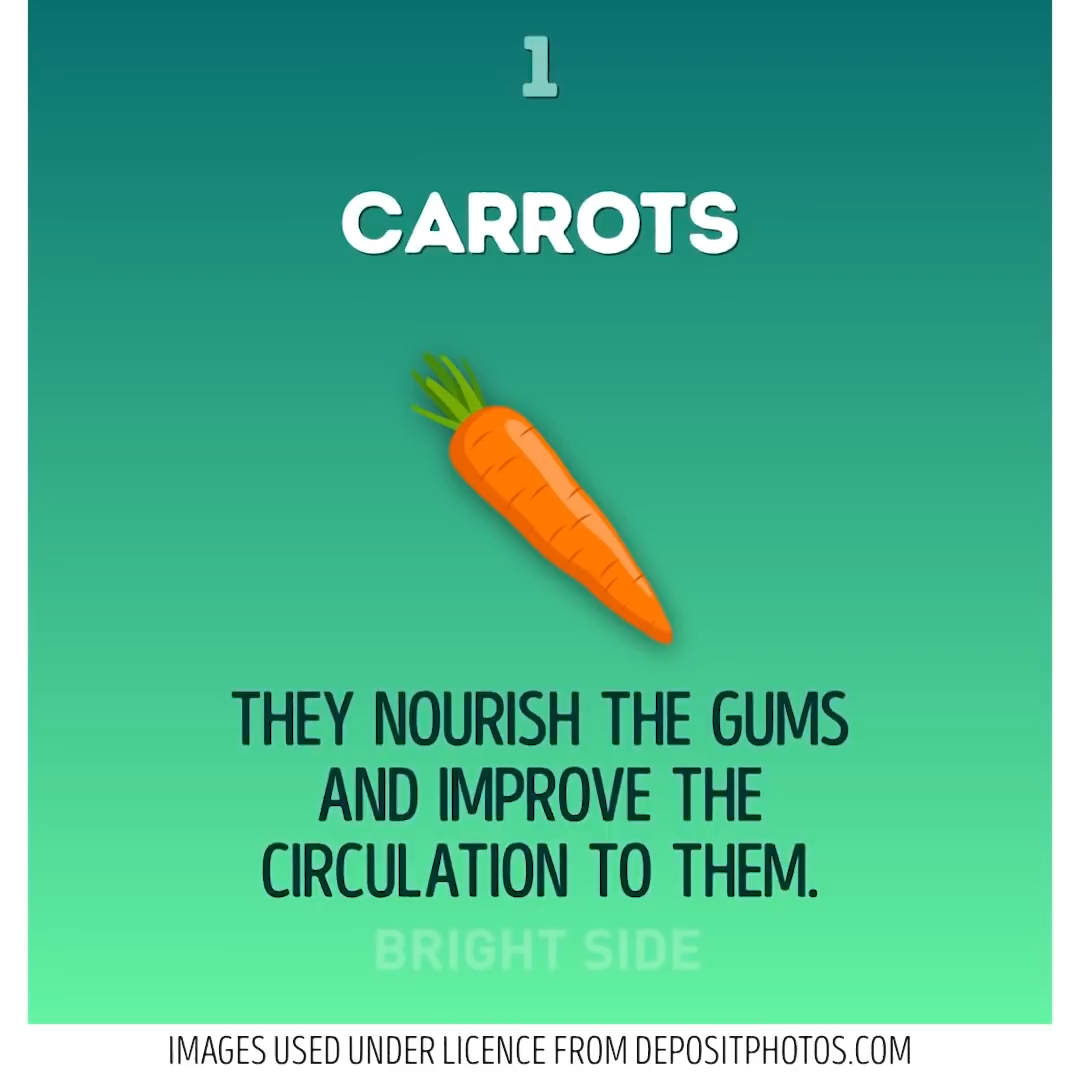 1
CARROTS
THEY NOURISH THE GUMS
AND IMPROVE THE
CIRCULATION TO THEM.
BRIGHT SIDE
IMAGES USED UNDER LICENCE FROM DEPOSITPHOTOS.COM